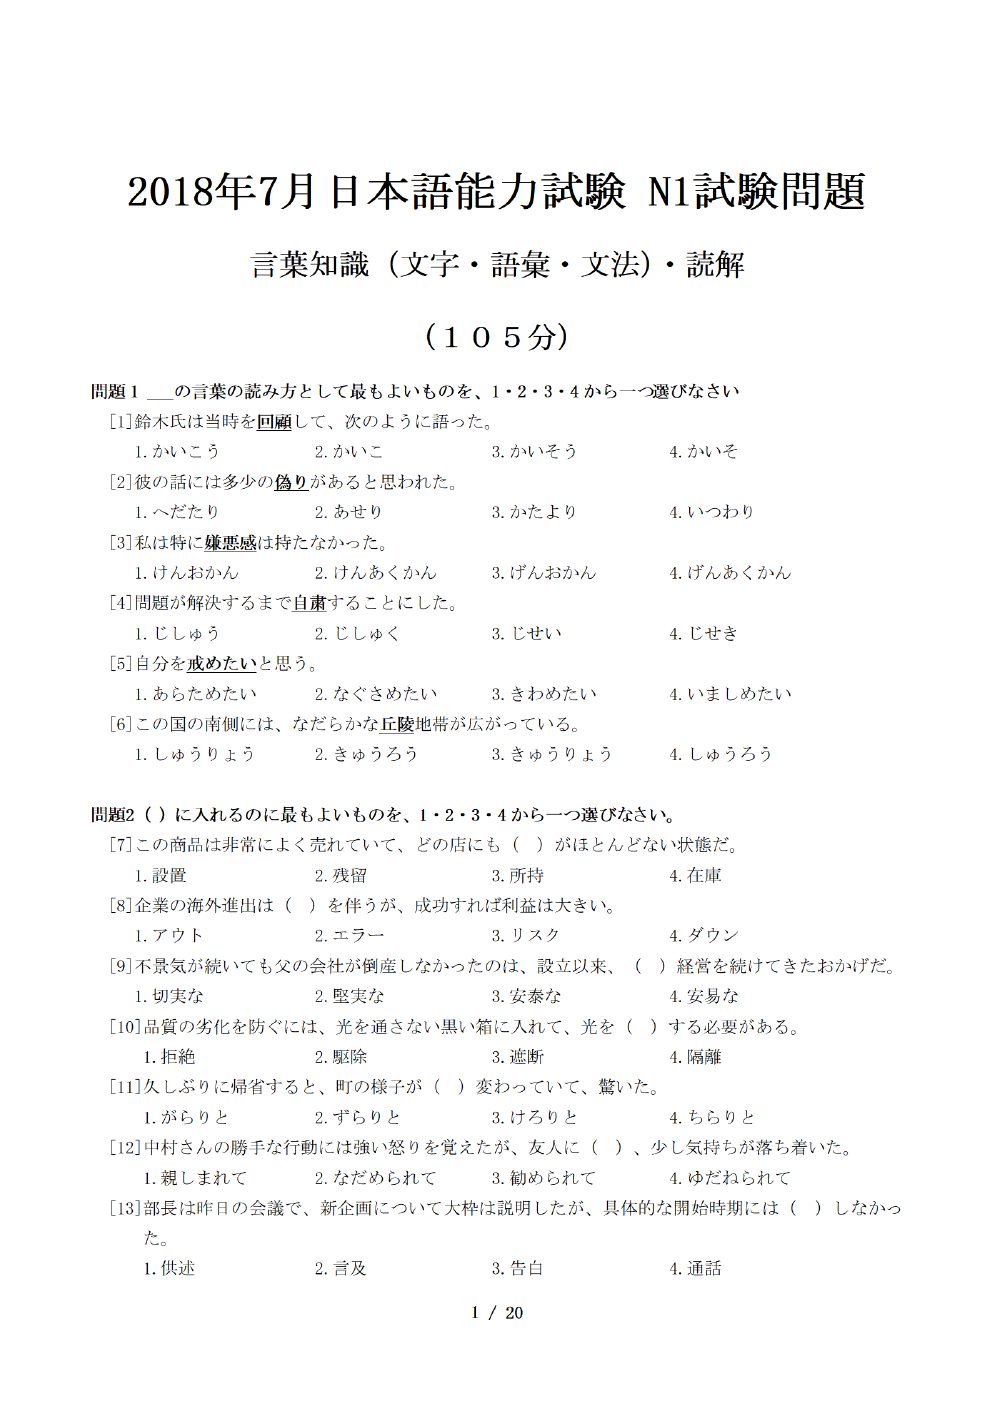 2018年7月日本語能力試験 N1試験問題
言葉知識（文字・語彙・文法）・読解
（１０５分）
問題１ ___の言葉の読み方として最もよいものを、1・2・3・4 から一つ選びなさい
[1]鈴木氏は当時を回顧して、次のように語った。
1.かいこう 2.かいこ 3.かいそう 4.かいそ
[2]彼の話には多少の偽りがあると思われた。
1.へだたり 2.あせり 3.かたより 4.いつわり
[3]私は特に嫌悪感は持たなかった。
1.けんおかん 2.けんあくかん 3.げんおかん 4.げんあくかん
[4]問題が解決するまで自粛することにした。
1.じしゅう 2.じしゅく 3.じせい 4.じせき
[5]自分を戒めたいと思う。
1.あらためたい 2.なぐさめたい 3.きわめたい 4.いましめたい
[6]この国の南側には、なだらかな丘陵地帯が広がっている。
1.しゅうりょう 2.きゅうろう 3.きゅうりょう 4.しゅうろう
問題2（ ）に入れるのに最もよいものを、1・2・3・4 から一つ選びなさい。
[7]この商品は非常によく売れていて、どの店にも（　）がほとんどない状態だ。
1.設置 2.残留 3.所持 4.在庫
[8]企業の海外進出は（　）を伴うが、成功すれば利益は大きい。
1.アウト 2.エラー 3.リスク 4.ダウン
[9]不景気が続いても父の会社が倒産しなかったのは、設立以来、（　）経営を続けてきたおかげだ。
1.切実な 2.堅実な 3.安泰な 4.安易な
[10]品質の劣化を防ぐには、光を通さない黒い箱に入れて、光を（　）する必要がある。
1.拒絶 2.駆除 3.遮断 4.隔離
[11]久しぶりに帰省すると、町の様子が（　）変わっていて、驚いた。
1.がらりと 2.ずらりと 3.けろりと 4.ちらりと
[12]中村さんの勝手な行動には強い怒りを覚えたが、友人に（　）、少し気持ちが落ち着いた。
1.親しまれて 2.なだめられて 3.勧められて 4.ゆだねられて
[13]部長は昨日の会議で、新企画について大枠は説明したが、具体的な開始時期には（　）しなかっ
た。
1.供述 2.言及 3.告白 4.通話
1 / 20